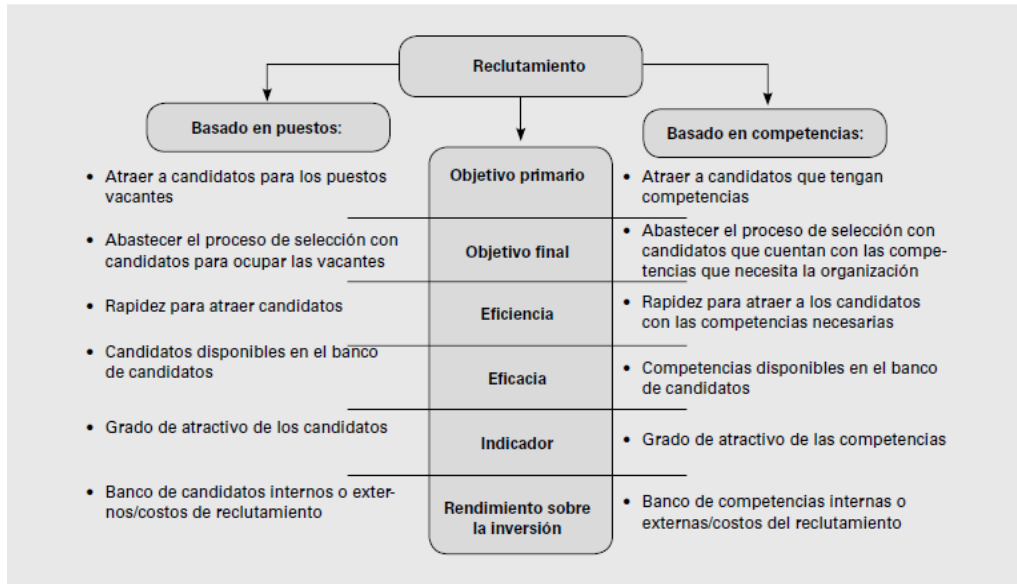 Reclutamiento
Basado en puestos:
Basado en competencias:
• Atraer a candidatos para los puestos
vacantes
Objetivo primario
• Atraer a candidatos que tengan
competencias
• Abastecer el proceso de selección con
candidatos para ocupar las vacantes
Objetivo final
• Abastecer el proceso de selección con
candidatos que cuentan con las compe-
tencias que necesita la organización
• Rapidez para atraer candidatos
Eficiencia
• Rapidez para atraer a los candidatos
con las competencias necesarias
• Candidatos disponibles en el banco
de candidatos
Eficacia
• Competencias disponibles en el banco
de candidatos
• Grado de atractivo de los candidatos
Indicador
• Grado de atractivo de las competencias
• Banco de candidatos internos o exter-
nos/costos de reclutamiento
Rendimiento sobre
la inversión
• Banco de competencias internas o
externas/costos del reclutamiento